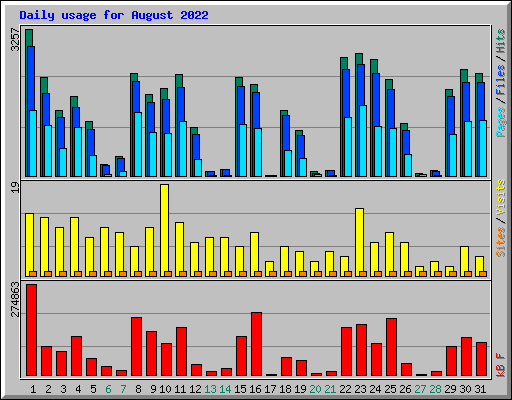 Daily usage for August 2022
3257
Pages / Files / Hits
19
Sites / Visits
274863
kB F
1 2 3 4 5 6 7 8 9 10 11 12 13 14 15 16 17 18 19 20 21 22 23 24 25 26 27 28 29 30 31